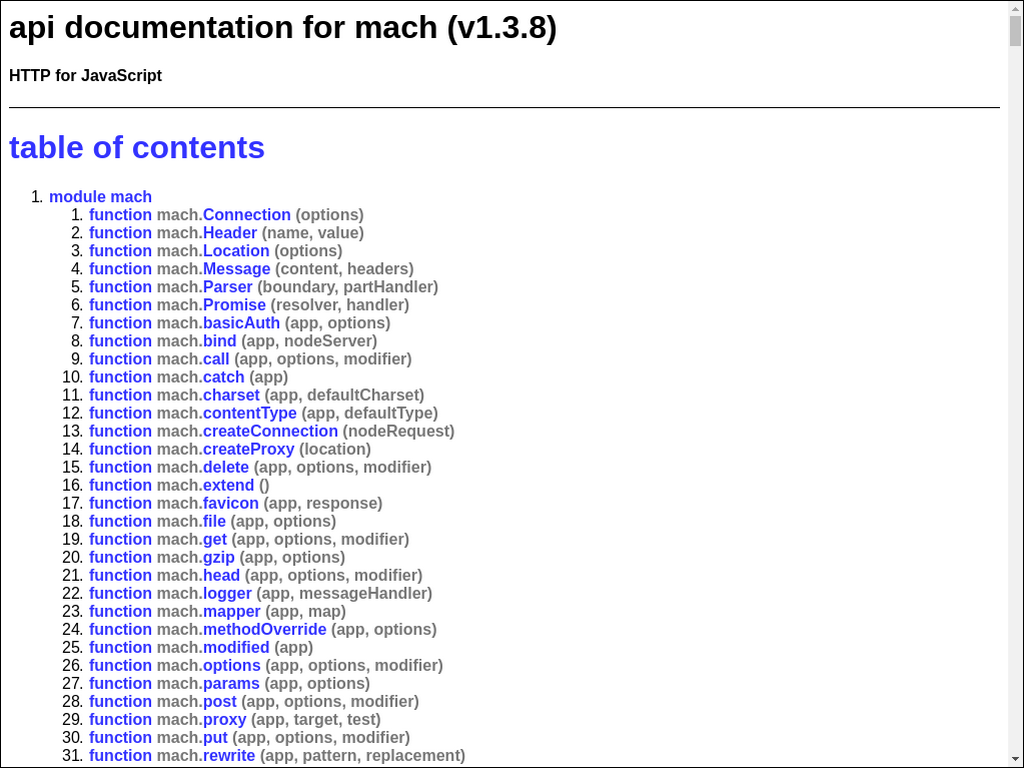 api documentation for mach (v1.3.8)
HTTP for JavaScript
table of contents
1. module mach
1. function mach.Connection (options)
2. function mach.Header (name, value)
3. function mach.Location (options)
4. function mach.Message (content, headers)
5. function mach.Parser (boundary, partHandler)
6. function mach.Promise (resolver, handler)
7. function mach.basicAuth (app, options)
8. function mach.bind (app, nodeServer)
9. function mach.call (app, options, modifier)
10. function mach.catch (app)
11. function mach.charset (app, defaultCharset)
12. function mach.contentType (app, defaultType)
13. function mach.createConnection (nodeRequest)
14. function mach.createProxy (location)
15. function mach.delete (app, options, modifier)
16. function mach.extend ()
17. function mach.favicon (app, response)
18. function mach.file (app, options)
19. function mach.get (app, options, modifier)
20. function mach.gzip (app, options)
21. function mach.head (app, options, modifier)
22. function mach.logger (app, messageHandler)
23. function mach.mapper (app, map)
24. function mach.methodOverride (app, options)
25. function mach.modified (app)
26. function mach.options (app, options, modifier)
27. function mach.params (app, options)
28. function mach.post (app, options, modifier)
29. function mach.proxy (app, target, test)
30. function mach.put (app, options, modifier)
31. function mach.rewrite (app, pattern, replacement)